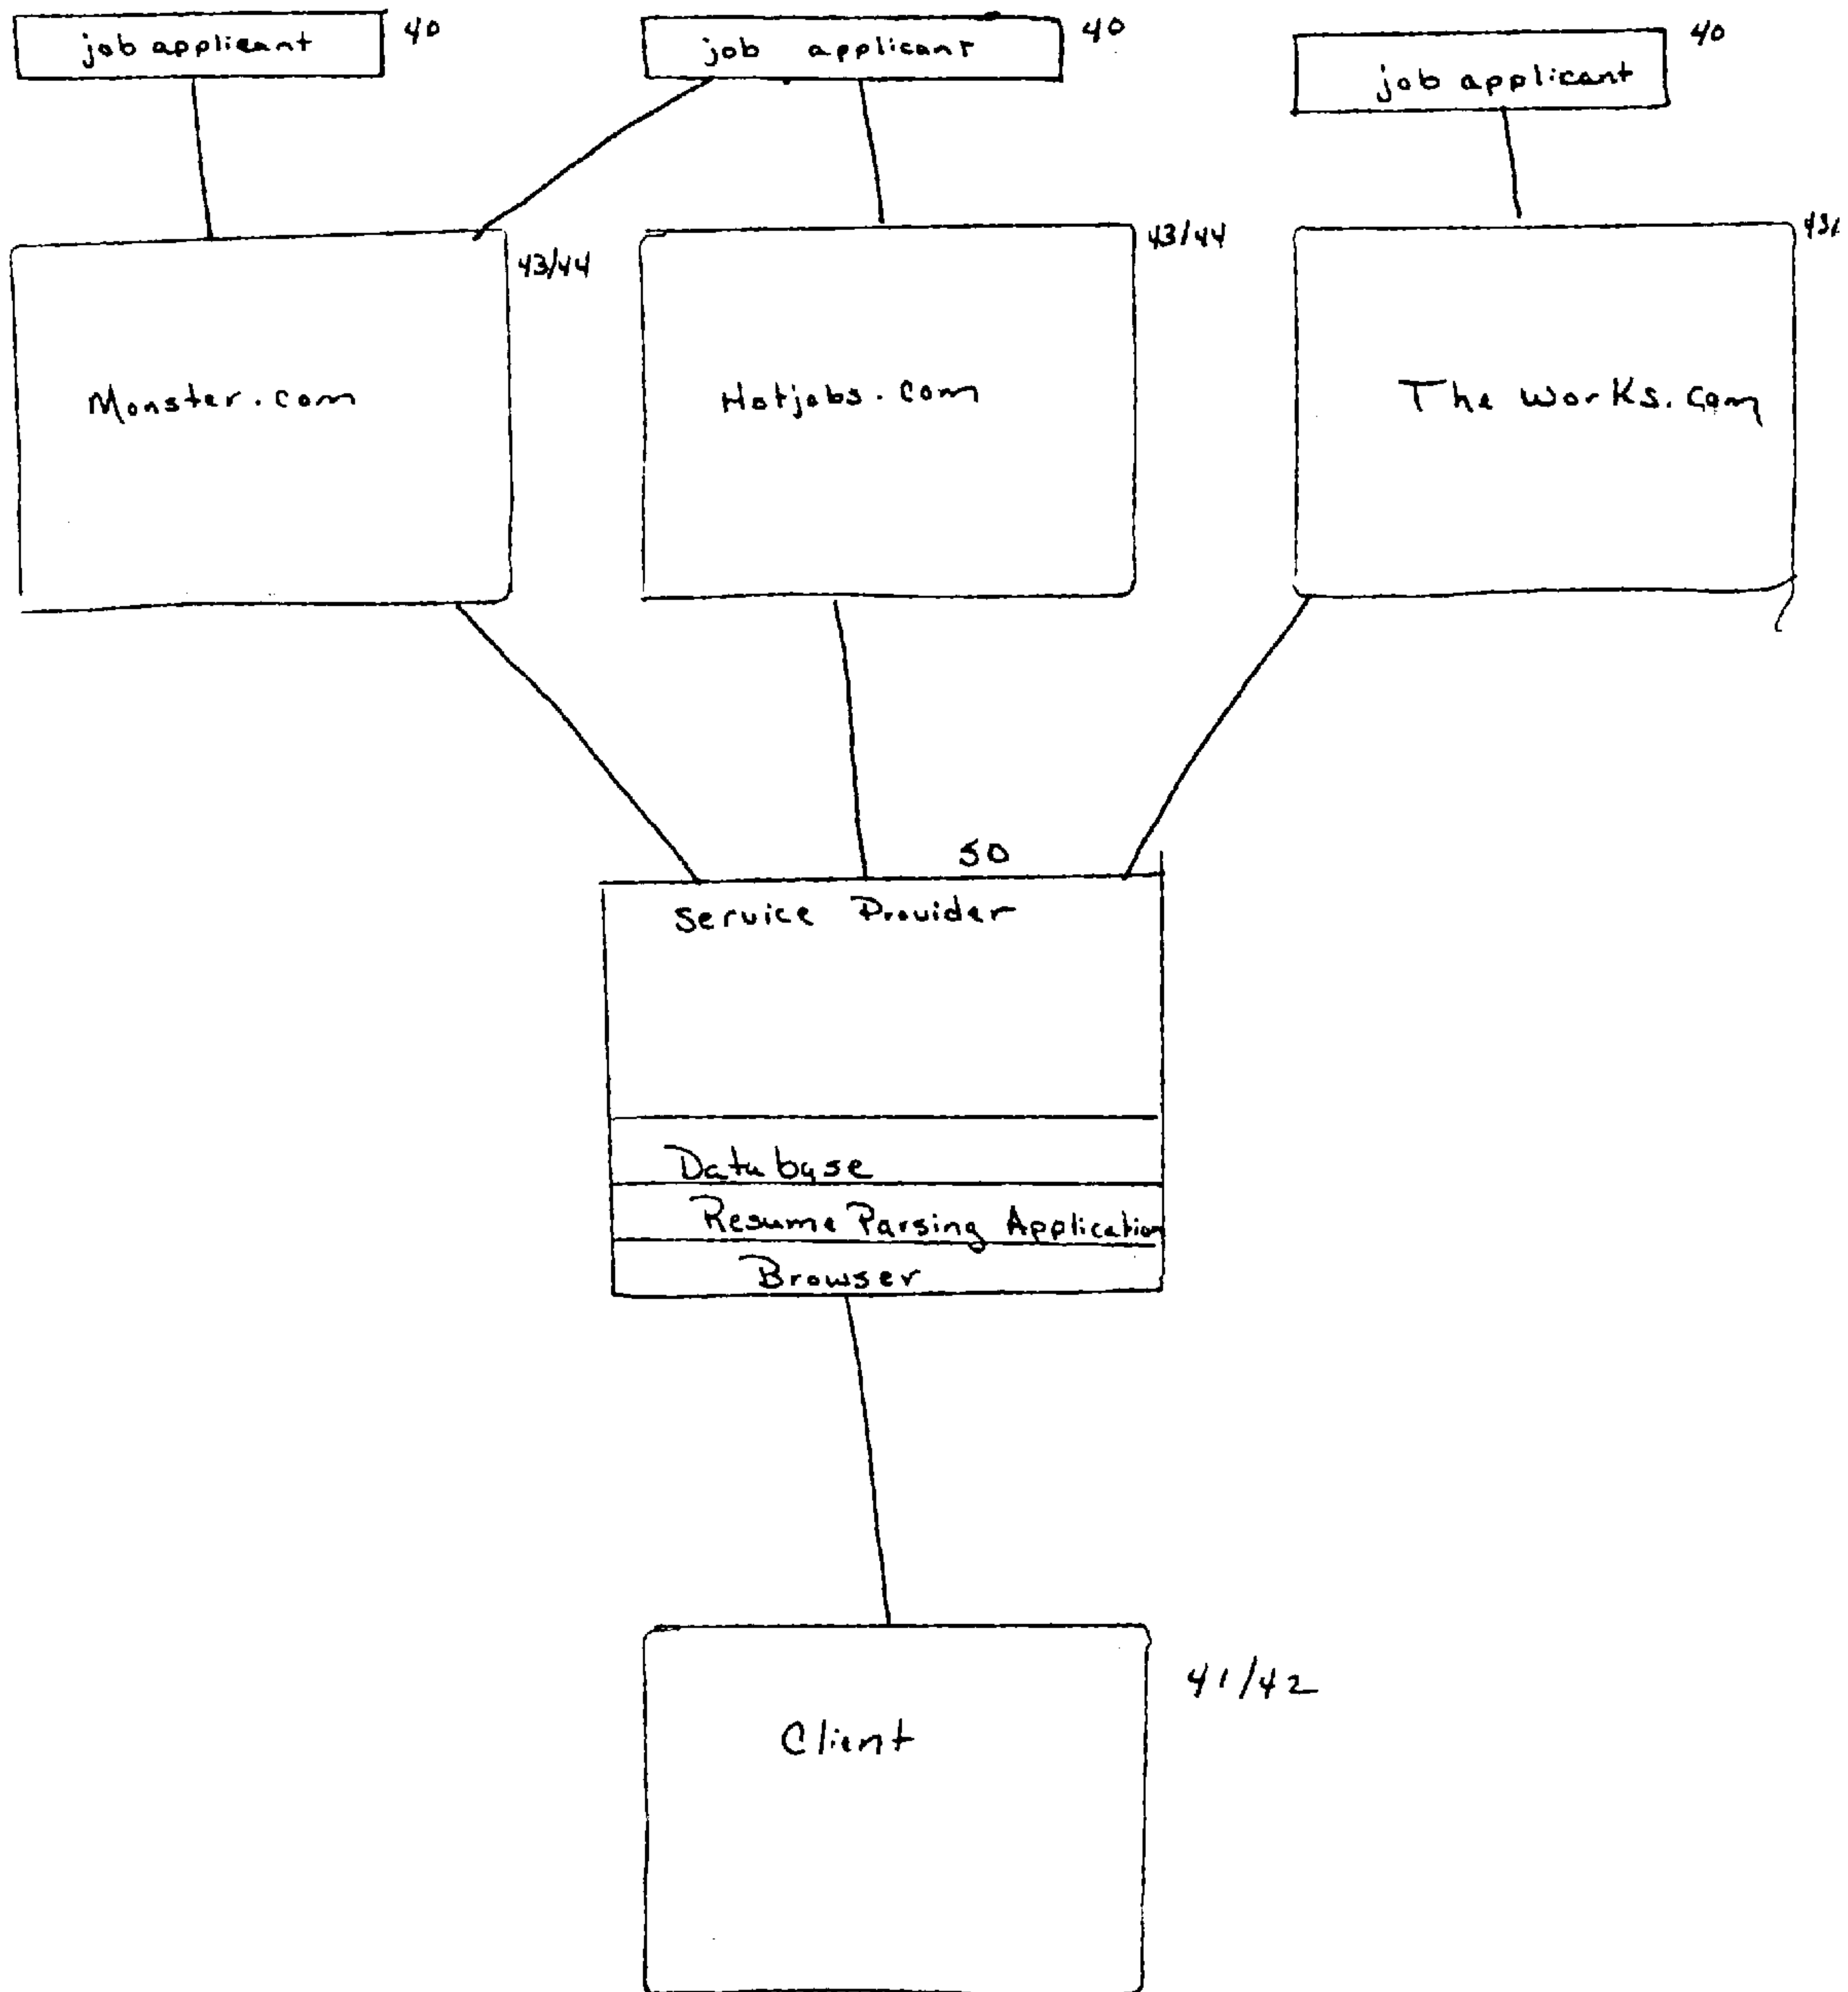 job applicant 40
job applicant 40
job applicant 40
43/44
43/44
Monster.com
Hotjobs.com
The works.com
50
Service Provider
Database
Resume Parsing Application
Browser
Client
41/42